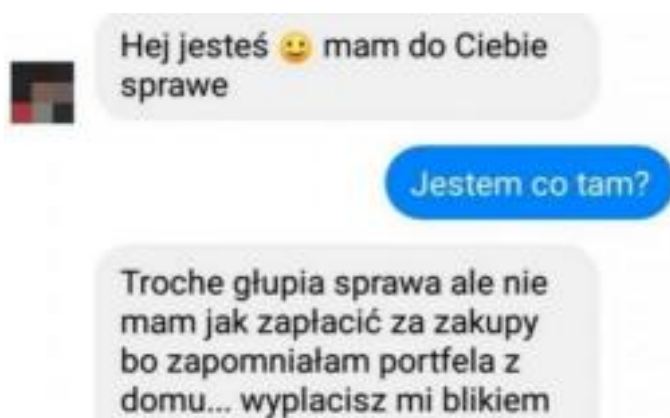 Hej jesteś 🙂 mam do Ciebie
sprawe
Jestem co tam?
Troche głupia sprawa ale nie
mam jak zapłacić za zakupy
bo zapomniałam portfela z
domu... wyplacisz mi blikiem